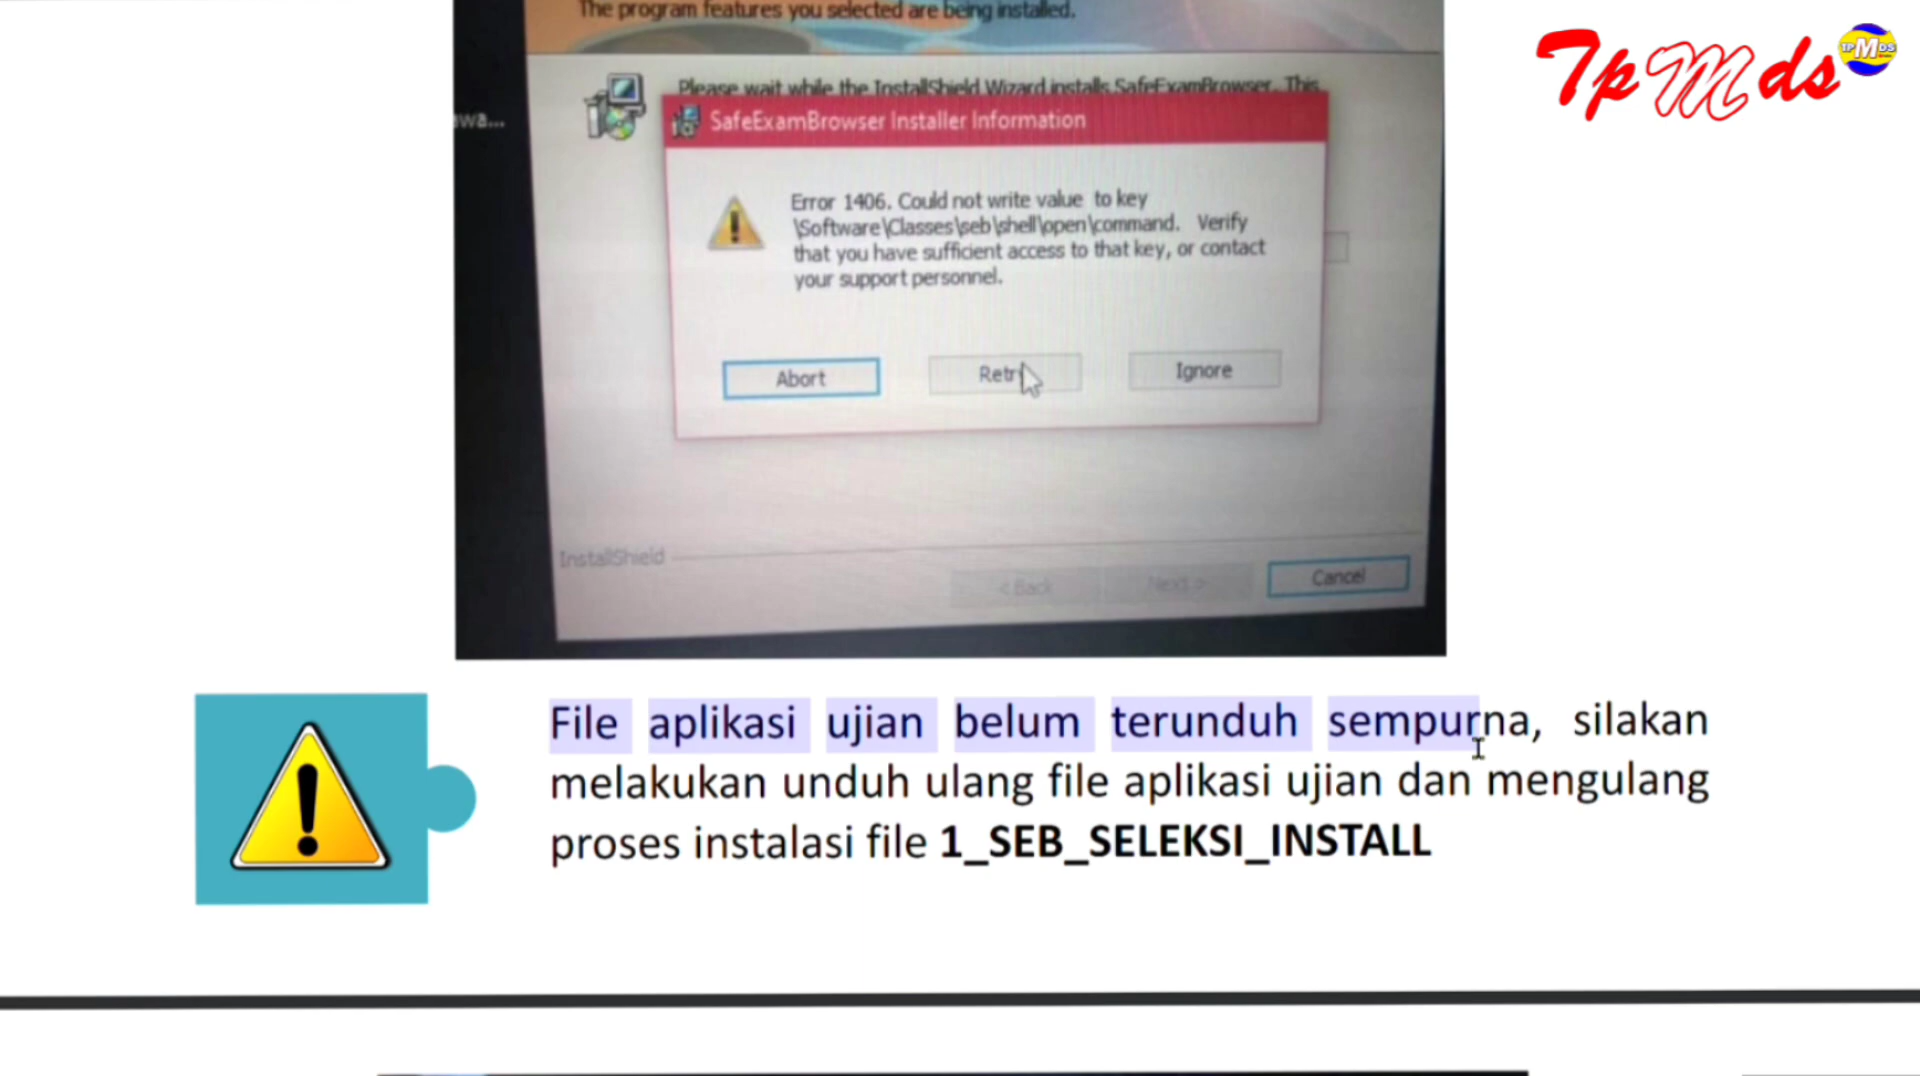 The program features you selected are being installed.
TpMds
TPMDS
wa...
Please wait while the InstallShield Wizard installs SafeExamBrowser. This
SafeExamBrowser Installer Information
Error 1406. Could not write value to key
\Software\Classes\seb\shell\open\command. Verify
that you have sufficient access to that key, or contact
your support personnel.
Abort
Retr
Ignore
InstallShield
< Back
Next >
Cancel
File aplikasi ujian belum terunduh sempurna, silakan
melakukan unduh ulang file aplikasi ujian dan mengulang
proses instalasi file 1_SEB_SELEKSI_INSTALL